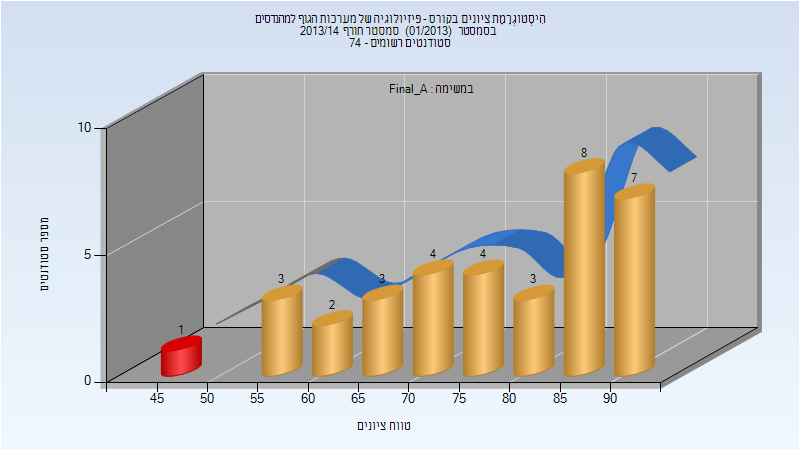 היסטוגרמת ציונים בקורס - פיזיולוגיה של מערכות הגוף למהנדסים
בסמסטר (01/2013) סמסטר חורף 2013/14
סטודנטים רשומים - 74
במשימה : Final_A
מספר סטודנטים
10
5
0
1
3
2
3
4
4
3
8
7
45 50 55 60 65 70 75 80 85 90
טווח ציונים